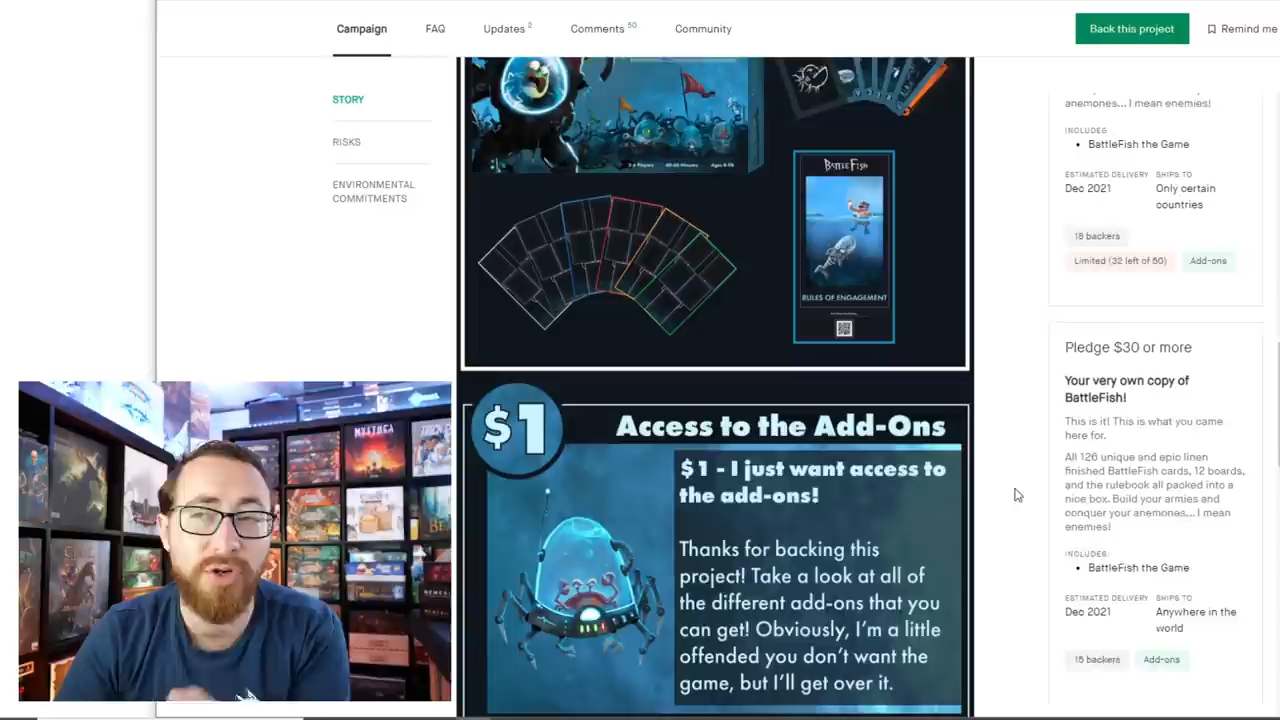 Campaign
FAQ
Updates 2
Comments 50
Community
Back this project
Remind me
STORY
RISKS
ENVIRONMENTAL
COMMITMENTS
BATTLEFISH
RULES OF ENGAGEMENT
$1
Access to the Add-Ons
$1 - I just want access to
the add-ons!
Thanks for backing this
project! Take a look at all of
the different add-ons that you
can get! Obviously, I'm a little
offended you don't want the
game, but I'll get over it.
MYSTHEA
anemones... I mean enemies!
INCLUDES:
• BattleFish the Game
ESTIMATED DELIVERY
Dec 2021
SHIPS TO
Only certain
countries
18 backers
Limited (32 left of 50)
Add-ons
Pledge $30 or more
Your very own copy of
BattleFish!
This is it! This is what you came
here for.
All 126 unique and epic linen
finished BattleFish cards, 12 boards,
and the rulebook all packed into a
nice box. Build your armies and
conquer your anemones... I mean
enemies!
INCLUDES:
• BattleFish the Game
ESTIMATED DELIVERY
Dec 2021
SHIPS TO
Anywhere in the
world
15 backers
Add-ons